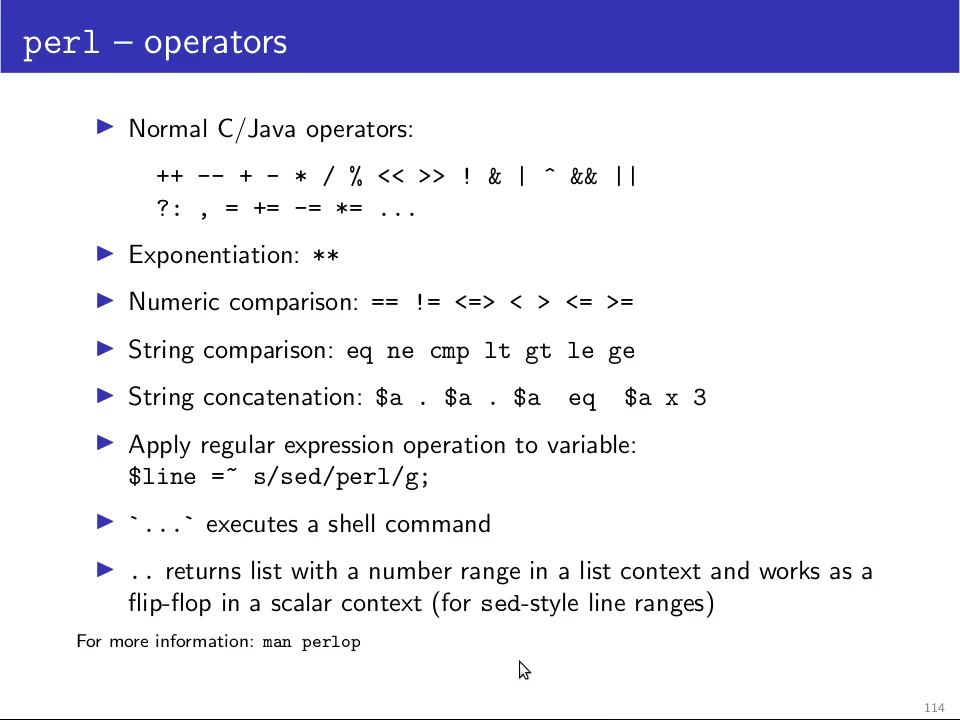 perl – operators
Normal C/Java operators:
++ -- + - * / % << >> ! & | ^ && ||
?: , = += -= *= ...
Exponentiation: **
Numeric comparison: == != <=> < > <= >=
String comparison: eq ne cmp lt gt le ge
String concatenation: $a . $a . $a eq $a x 3
Apply regular expression operation to variable:
$line =~ s/sed/perl/g;
`...` executes a shell command
.. returns list with a number range in a list context and works as a
flip-flop in a scalar context (for sed-style line ranges)
For more information: man perlop
114